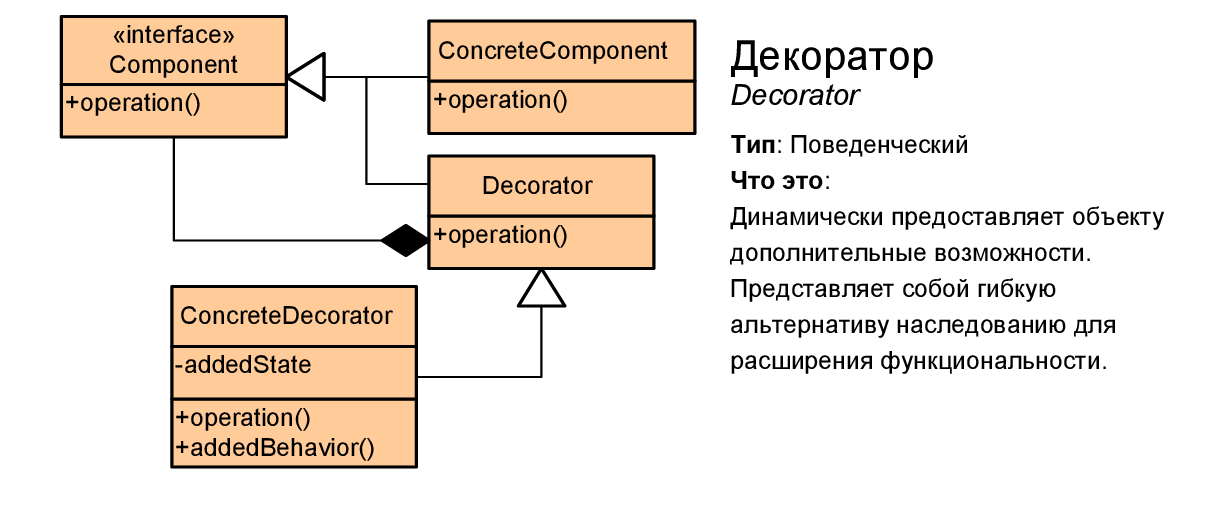 «interface»
Component
+operation()
ConcreteComponent
+operation()
Decorator
+operation()
ConcreteDecorator
-addedState
+operation()
+addedBehavior()
Декоратор
Decorator
Тип: Поведенческий
Что это:
Динамически предоставляет объекту
дополнительные возможности.
Представляет собой гибкую
альтернативу наследованию для
расширения функциональности.